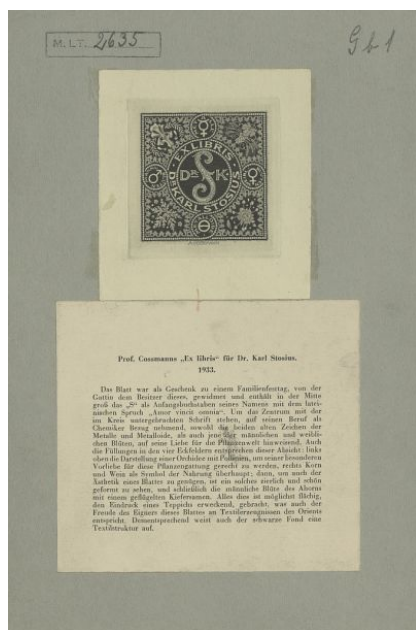 M. LT. 2635
G b 1
EXLIBRIS
D R K
DR KARL STOSIUS
Prof. Cossmanns „Ex libris“ für Dr. Karl Stosius.
1933.
Das Blatt war als Geschenk zu einem Familienfesttag, von der
Gattin dem Besitzer dieses, gewidmet und enthält in der Mitte
groß das „S“ als Anfangsbuchstaben seines Namens mit dem latei-
nischen Spruch „Amor vincis omnia“. Um das Zentrum mit der
im Kreis untergebrachten Schrift stehen, auf seinen Beruf als
Chemiker Bezug nehmend, sowohl die beiden alten Zeichen der
Metalle und Metalloide, als auch jene der männlichen und weibli-
chen Blüten, auf seine Liebe für die Pflanzenwelt hinweisend. Auch
die Füllungen in den vier Eckfeldern entsprechen dieser Absicht: links
oben die Darstellung einer Orchidee mit Pollinien, um seiner besonderen
Vorliebe für diese Pflanzengattung gerecht zu werden, rechts Korn
und Wein als Symbol der Nahrung überhaupt; dann, um auch der
Ästhetik eines Blattes zu genügen, ist ein solches zierlich und schön
geformt zu sehen, und schließlich die männliche Blüte des Ahorns
mit einem geflügelten Kiefersamen. Alles dies ist möglichst flächig,
den Eindruck eines Teppichs erweckend, gebracht, was auch der
Freude des Eigners dieses Blattes an Textilerzeugnissen des Orients
entspricht. Dementsprechend weist auch der schwarze Fond eine
Textilstruktur auf.